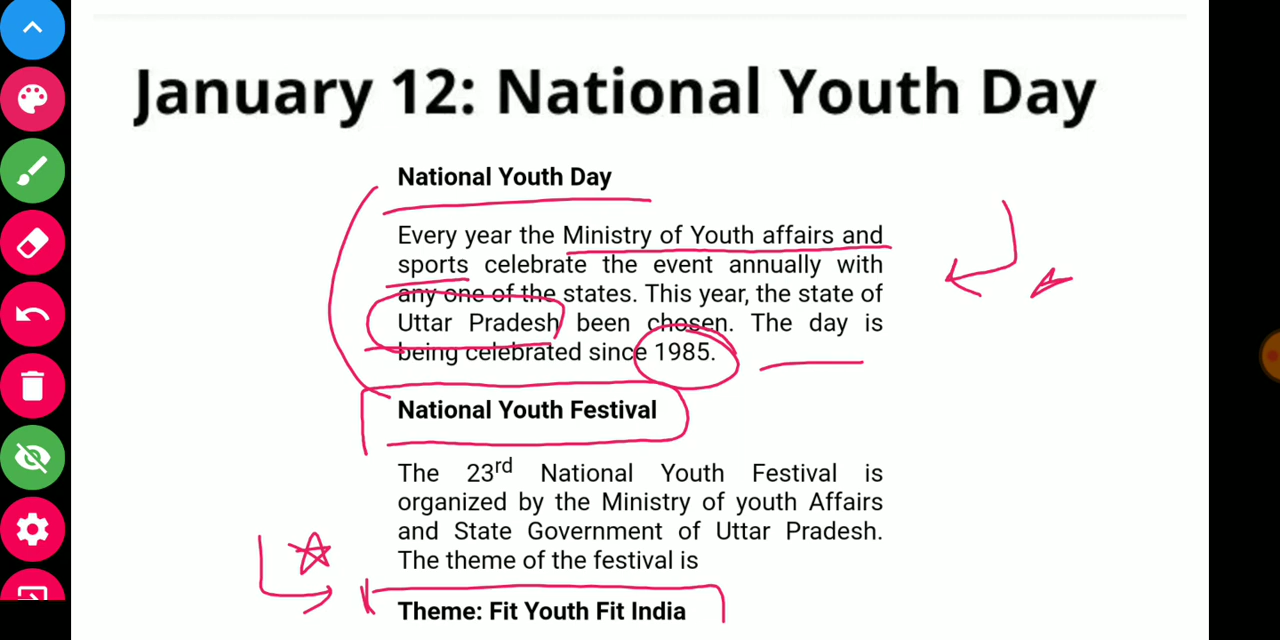 January 12: National Youth Day
National Youth Day
Every year the Ministry of Youth affairs and
sports celebrate the event annually with
any one of the states. This year, the state of
Uttar Pradesh been chosen. The day is
being celebrated since 1985.
National Youth Festival
The 23rd National Youth Festival is
organized by the Ministry of youth Affairs
and State Government of Uttar Pradesh.
The theme of the festival is
Theme: Fit Youth Fit India